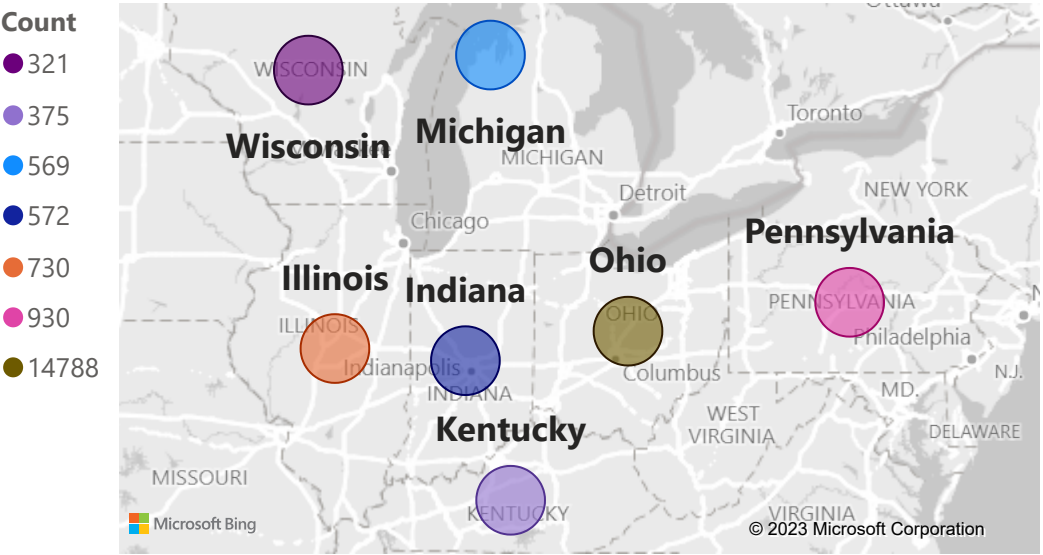 Count
321
375
569
572
730
930
14788
Ottawa
WISCONSIN
Toronto
Michigan
Wisconsin
MICHIGAN
Detroit
NEW YORK
Chicago
Pennsylvania
Ohio
Illinois
Indiana
PENNSYLVANIA
OHIO
ILLINOIS
Philadelphia
Indianapolis
Columbus
N.J.
INDIANA
MD.
WEST
VIRGINIA
Kentucky
DELAWARE
MISSOURI
KENTUCKY
VIRGINIA
Microsoft Bing
© 2023 Microsoft Corporation